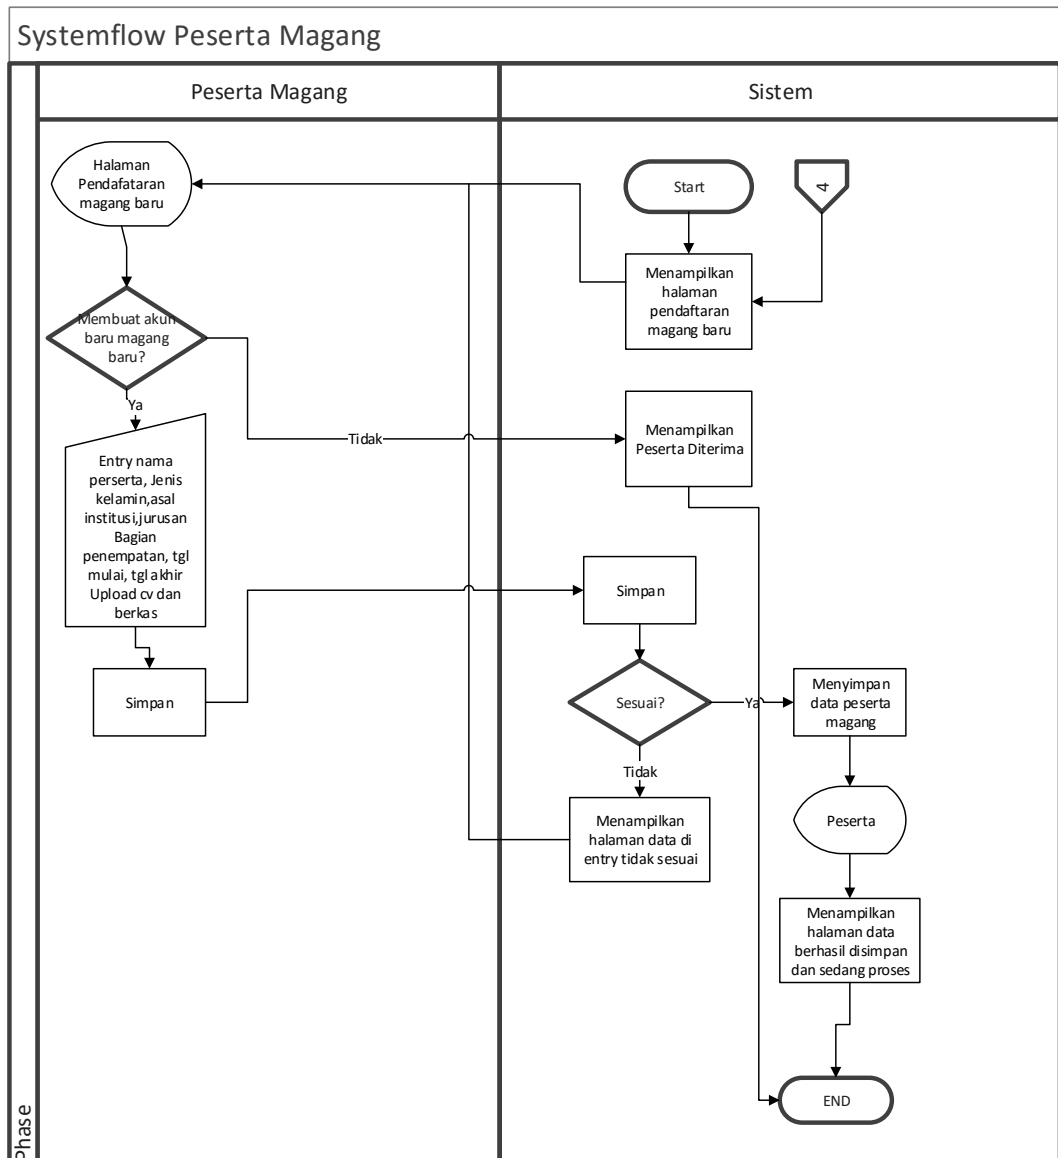 Systemflow Peserta Magang
Peserta Magang
Sistem
Halaman
Pendafataran
magang baru
Start
4
Menampilkan
halaman
pendaftaran
magang baru
Membuat akun
baru magang
baru?
Ya
Tidak
Menampilkan
Peserta Diterima
Entry nama
perserta, Jenis
kelamin,asal
institusi,jurusan
Bagian
penempatan, tgl
mulai, tgl akhir
Upload cv dan
berkas
Simpan
Simpan
Sesuai?
Ya
Menyimpan
data peserta
magang
Tidak
Menampilkan
halaman data di
entry tidak sesuai
Peserta
Menampilkan
halaman data
berhasil disimpan
dan sedang proses
END
Phase